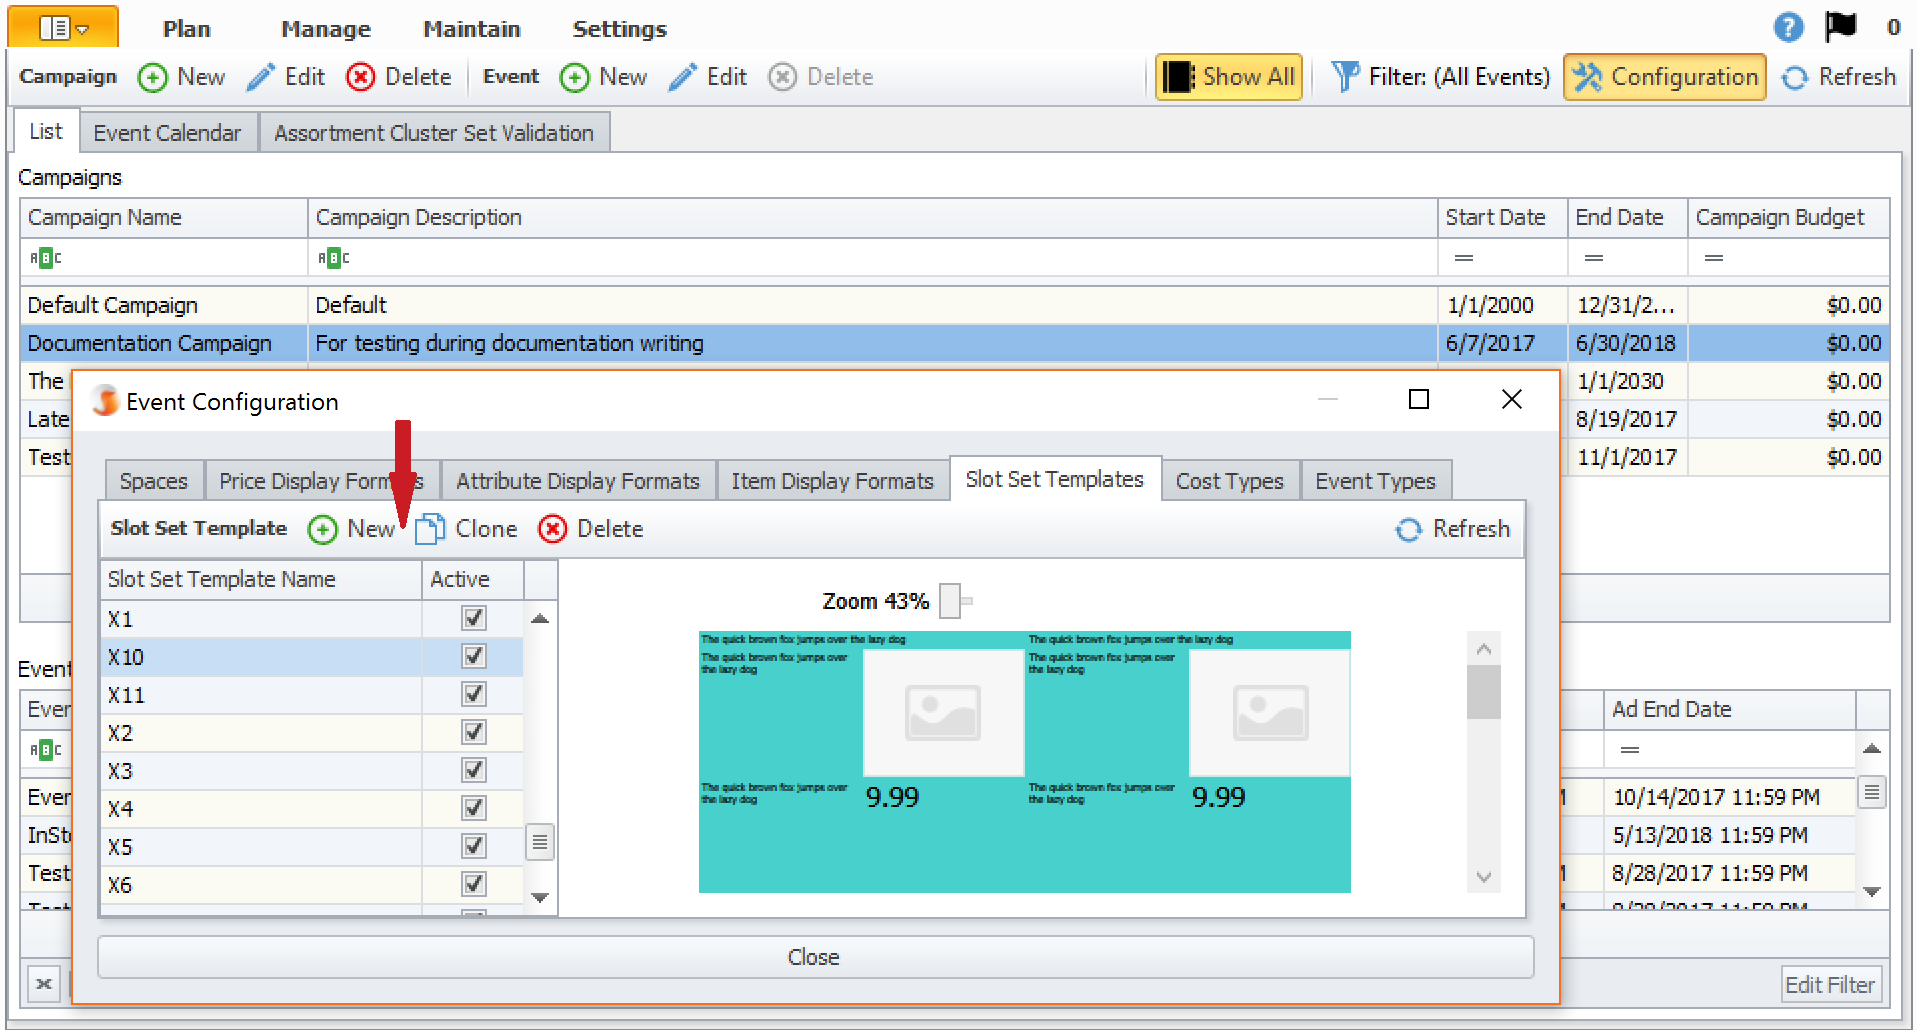 Plan Manage Maintain Settings 0
Campaign New Edit Delete Event New Edit Delete Show All Filter: (All Events) Configuration Refresh
List Event Calendar Assortment Cluster Set Validation
Campaigns
Campaign Name Campaign Description Start Date End Date Campaign Budget
ABC ABC = = =
Default Campaign Default 1/1/2000 12/31/2... $0.00
Documentation Campaign For testing during documentation writing 6/7/2017 6/30/2018 $0.00
The 1/1/2030 $0.00
Late 8/19/2017 $0.00
Test 11/1/2017 $0.00
Event Configuration
Spaces Price Display Formats Attribute Display Formats Item Display Formats Slot Set Templates Cost Types Event Types
Slot Set Template New Clone Delete Refresh
Slot Set Template Name Active
X1
X10
X11
X2
X3
X4
X5
X6
Zoom 43%
The quick brown fox jumps over the lazy dog The quick brown fox jumps over the lazy dog
The quick brown fox jumps over The quick brown fox jumps over
the lazy dog the lazy dog
The quick brown fox jumps over 9.99 The quick brown fox jumps over 9.99
the lazy dog the lazy dog
Close
Event
Ever Ad End Date
ABC =
Ever 10/14/2017 11:59 PM
InSto 5/13/2018 11:59 PM
Test 8/28/2017 11:59 PM
Edit Filter